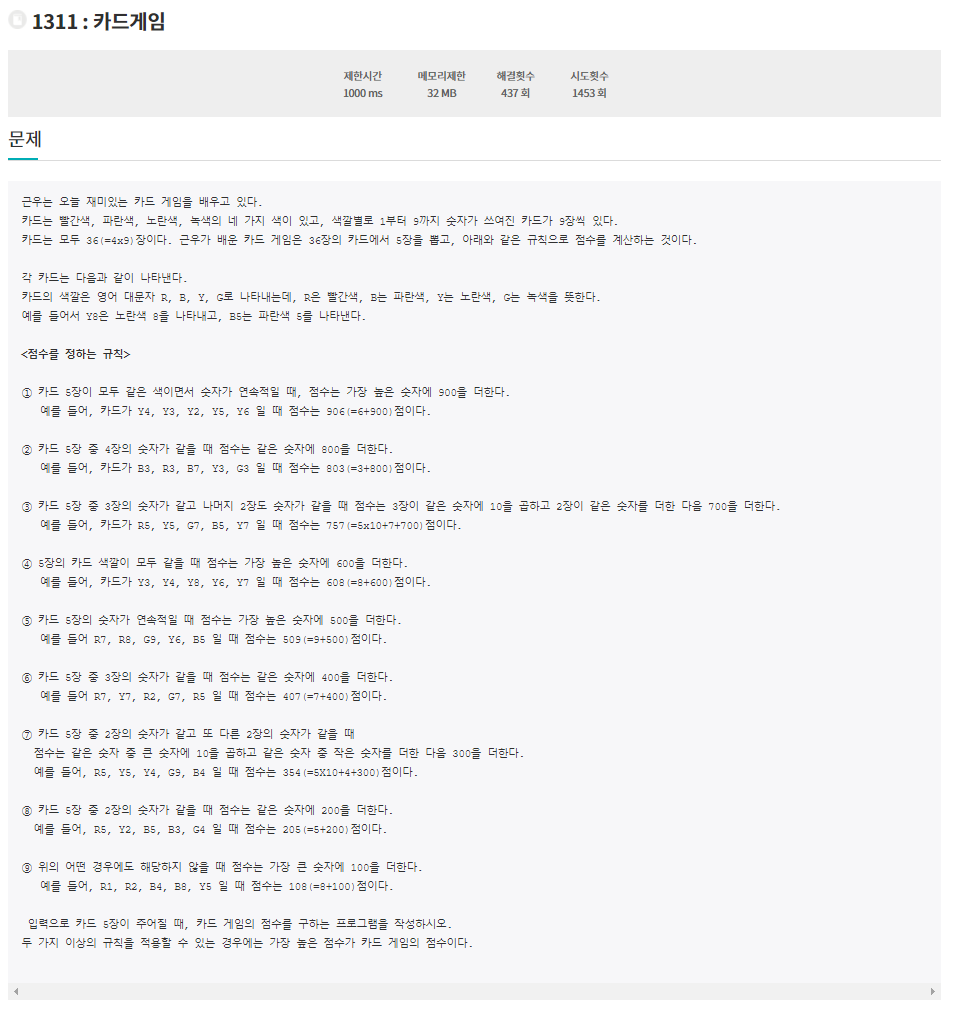 1311 : 카드게임
제한시간 메모리제한 해결횟수 시도횟수
1000 ms 32 MB 437 회 1453 회
문제
근우는 오늘 재미있는 카드 게임을 배우고 있다.
카드는 빨간색, 파란색, 노란색, 녹색의 네 가지 색이 있고, 색깔별로 1부터 9까지 숫자가 쓰여진 카드가 9장씩 있다.
카드는 모두 36(=4x9)장이다. 근우가 배운 카드 게임은 36장의 카드에서 5장을 뽑고, 아래와 같은 규칙으로 점수를 계산하는 것이다.
각 카드는 다음과 같이 나타낸다.
카드의 색깔은 영어 대문자 R, B, Y, G로 나타내는데, R은 빨간색, B는 파란색, Y는 노란색, G는 녹색을 뜻한다.
예를 들어서 Y8은 노란색 8을 나타내고, B5는 파란색 5를 나타낸다.
<점수를 정하는 규칙>
① 카드 5장이 모두 같은 색이면서 숫자가 연속적일 때, 점수는 가장 높은 숫자에 900을 더한다.
예를 들어, 카드가 Y4, Y3, Y2, Y5, Y6 일 때 점수는 906(=6+900)점이다.
② 카드 5장 중 4장의 숫자가 같을 때 점수는 같은 숫자에 800을 더한다.
예를 들어, 카드가 B3, R3, B7, Y3, G3 일 때 점수는 803(=3+800)점이다.
③ 카드 5장 중 3장의 숫자가 같고 나머지 2장도 숫자가 같을 때 점수는 3장이 같은 숫자에 10을 곱하고 2장이 같은 숫자를 더한 다음 700을 더한다.
예를 들어, 카드가 R5, Y5, G7, B5, Y7 일 때 점수는 757(=5x10+7+700)점이다.
④ 5장의 카드 색깔이 모두 같을 때 점수는 가장 높은 숫자에 600을 더한다.
예를 들어, 카드가 Y3, Y4, Y8, Y6, Y7 일 때 점수는 608(=8+600)점이다.
⑤ 카드 5장의 숫자가 연속적일 때 점수는 가장 높은 숫자에 500을 더한다.
예를 들어 R7, R8, G9, Y6, B5 일 때 점수는 509(=9+500)점이다.
⑥ 카드 5장 중 3장의 숫자가 같을 때 점수는 같은 숫자에 400을 더한다.
예를 들어 R7, Y7, R2, G7, R5 일 때 점수는 407(=7+400)점이다.
⑦ 카드 5장 중 2장의 숫자가 같고 또 다른 2장의 숫자가 같을 때
점수는 같은 숫자 중 큰 숫자에 10을 곱하고 같은 숫자 중 작은 숫자를 더한 다음 300을 더한다.
예를 들어, R5, Y5, Y4, G9, B4 일 때 점수는 354(=5X10+4+300)점이다.
⑧ 카드 5장 중 2장의 숫자가 같을 때 점수는 같은 숫자에 200을 더한다.
예를 들어, R5, Y2, B5, B3, G4 일 때 점수는 205(=5+200)점이다.
⑨ 위의 어떤 경우에도 해당하지 않을 때 점수는 가장 큰 숫자에 100을 더한다.
예를 들어, R1, R2, B4, B8, Y5 일 때 점수는 108(=8+100)점이다.
입력으로 카드 5장이 주어질 때, 카드 게임의 점수를 구하는 프로그램을 작성하시오.
두 가지 이상의 규칙을 적용할 수 있는 경우에는 가장 높은 점수가 카드 게임의 점수이다.